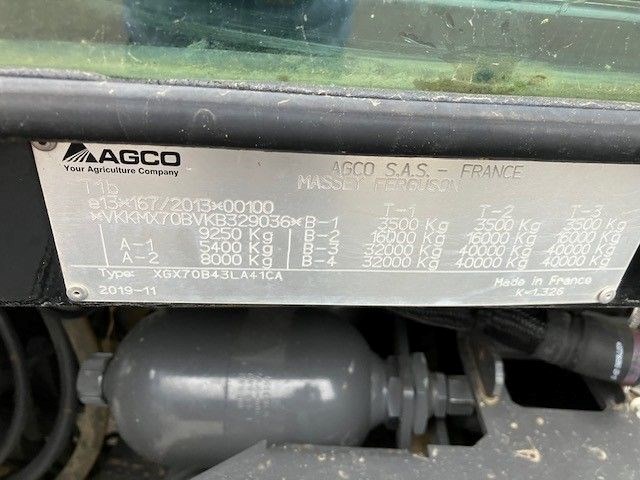 AGCO
Your Agriculture Company
AGCO S.A.S. - FRANCE
MASSEY FERGUSON
T1b
e13*167/2013*00100
*VKKMX70BVKB329036*
T-1 T-2 T-3
9250 Kg B-1 3500 Kg 3500 Kg 3500 Kg
A-1 5400 Kg B-2 16000 Kg 16000 Kg 16000 Kg
A-2 8000 Kg B-3 Kg 40000 Kg 40000 Kg
B-4 32000 Kg 40000 Kg 40000 Kg
Type: XGX70B43LA41CA
2019-11
Made in France
K=1.326